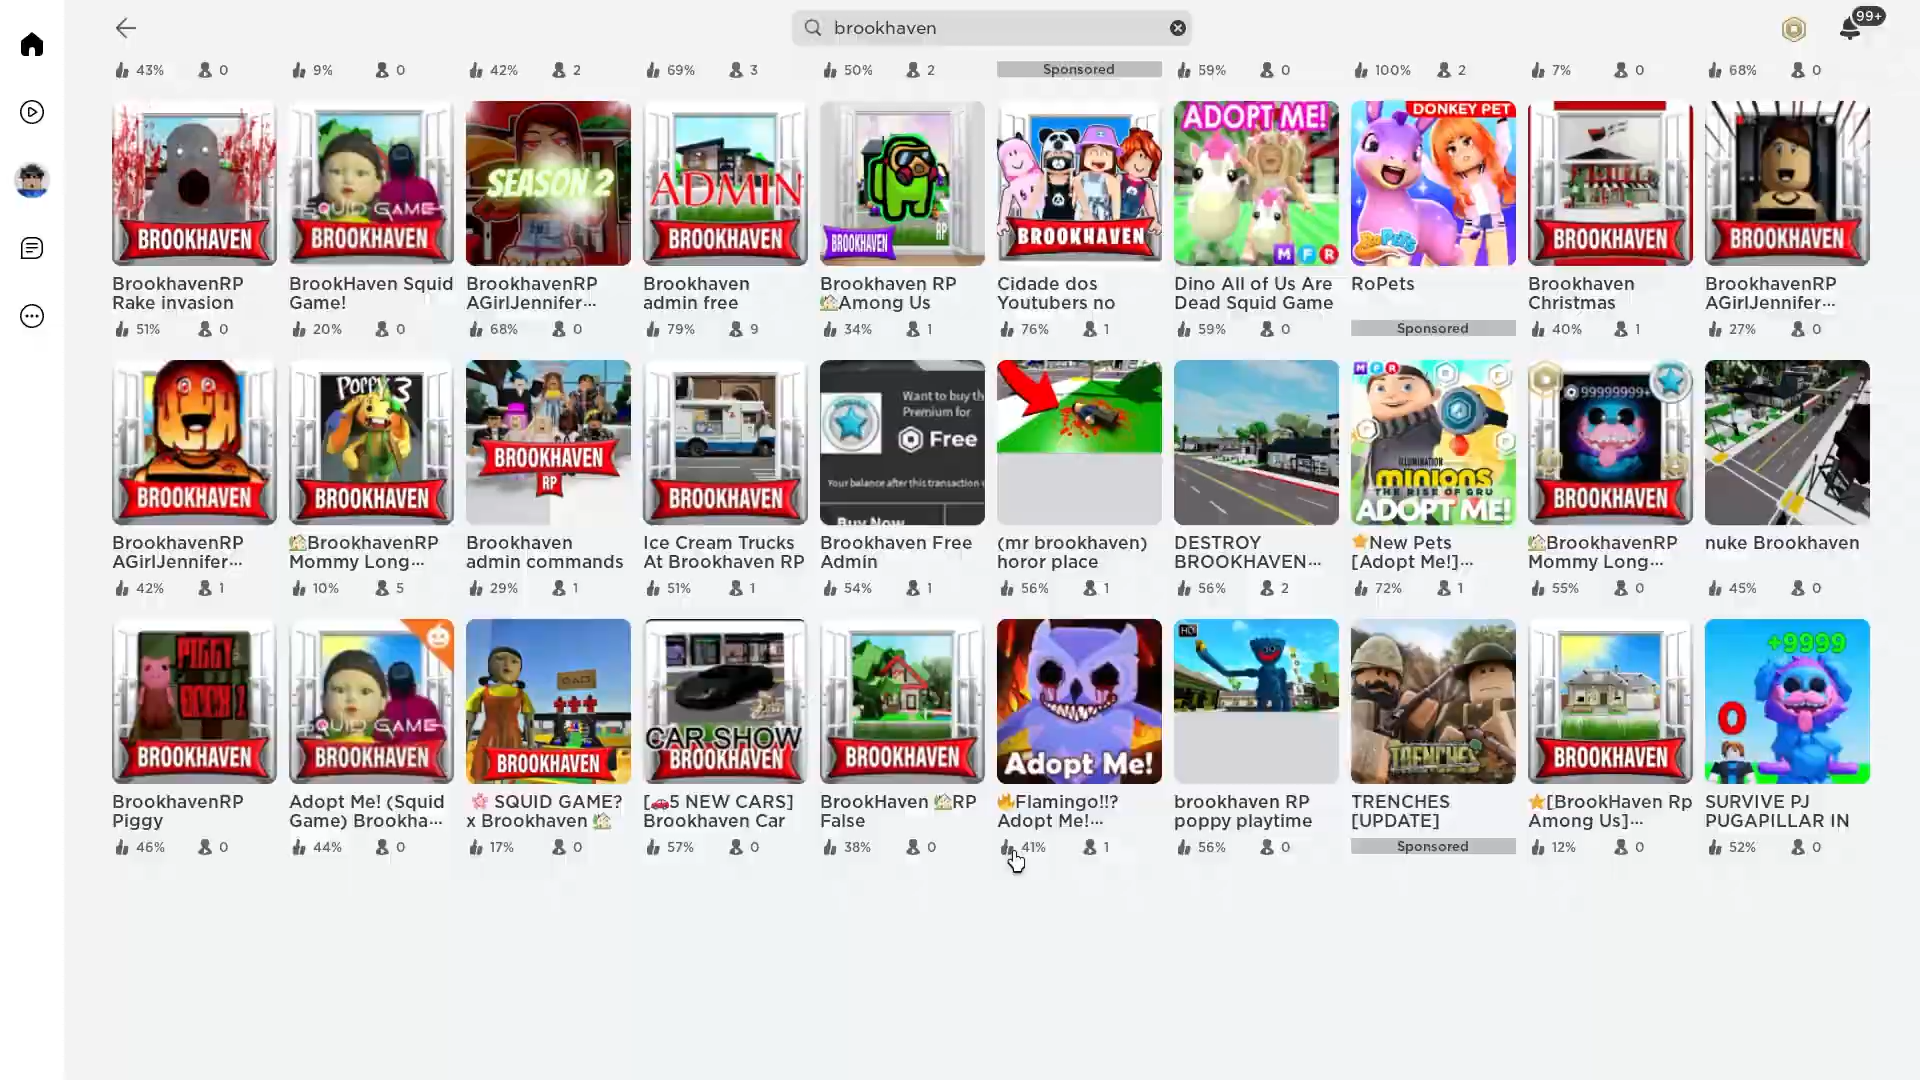 brookhaven
99+
43% 0
9% 0
42% 2
69% 3
50% 2
Sponsored
59% 0
100% 2
7% 0
68% 0
BROOKHAVEN
SQUID GAME
BROOKHAVEN
SEASON 2
ADMIN
BROOKHAVEN
BROOKHAVEN
RP
BROOKHAVEN
ADOPT ME!
M F R
DONKEY PET
RoPETS
BROOKHAVEN
BROOKHAVEN
BrookhavenRP
Rake invasion
51% 0
BrookHaven Squid
Game!
20% 0
BrookhavenRP
AGirlJennifer...
68% 0
Brookhaven
admin free
79% 9
Brookhaven RP
🏡Among Us
34% 1
Cidade dos
Youtubers no
76% 1
Dino All of Us Are
Dead Squid Game
59% 0
RoPets
Sponsored
Brookhaven
Christmas
40% 1
BrookhavenRP
AGirlJennifer...
27% 0
BROOKHAVEN
POPPY 3
BROOKHAVEN
BROOKHAVEN
RP
BROOKHAVEN
Want to buy th
Premium for
Free
Your balance after this transaction
Buy Now
M F R
ILLUMINATION
MINIONS
THE RISE OF GRU
ADOPT ME!
99999999+
BROOKHAVEN
BrookhavenRP
AGirlJennifer...
42% 1
🏡BrookhavenRP
Mommy Long...
10% 5
Brookhaven
admin commands
29% 1
Ice Cream Trucks
At Brookhaven RP
51% 1
Brookhaven Free
Admin
54% 1
(mr brookhaven)
horor place
56% 1
DESTROY
BROOKHAVEN...
56% 2
⭐New Pets
[Adopt Me!]...
72% 1
🏡BrookhavenRP
Mommy Long...
55% 0
nuke Brookhaven
45% 0
PIGGY
BOOK 2
BROOKHAVEN
SQUID GAME
BROOKHAVEN
BROOKHAVEN
CAR SHOW
BROOKHAVEN
BROOKHAVEN
Adopt Me!
HD
TRENCHES
BROOKHAVEN
+9999
0
BrookhavenRP
Piggy
46% 0
Adopt Me! (Squid
Game) Brookha...
44% 0
🌸 SQUID GAME?
x Brookhaven 🏡
17% 0
[🚗5 NEW CARS]
Brookhaven Car
57% 0
BrookHaven 🏡RP
False
38% 0
🔥Flamingo!!?
Adopt Me!...
41% 1
brookhaven RP
poppy playtime
56% 0
TRENCHES
[UPDATE]
Sponsored
⭐[BrookHaven Rp
Among Us]...
12% 0
SURVIVE PJ
PUGAPILLAR IN
52% 0